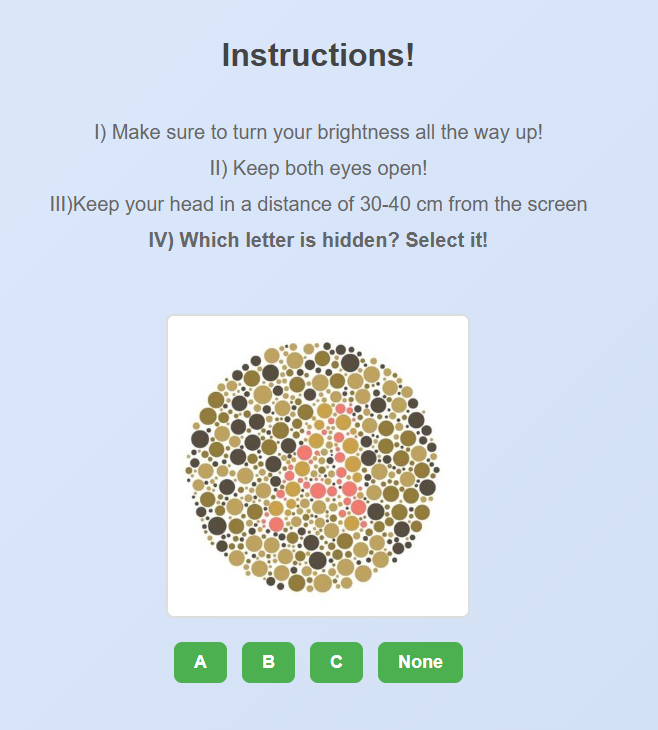 Instructions!
I) Make sure to turn your brightness all the way up!
II) Keep both eyes open!
III)Keep your head in a distance of 30-40 cm from the screen
IV) Which letter is hidden? Select it!
A
A B C None